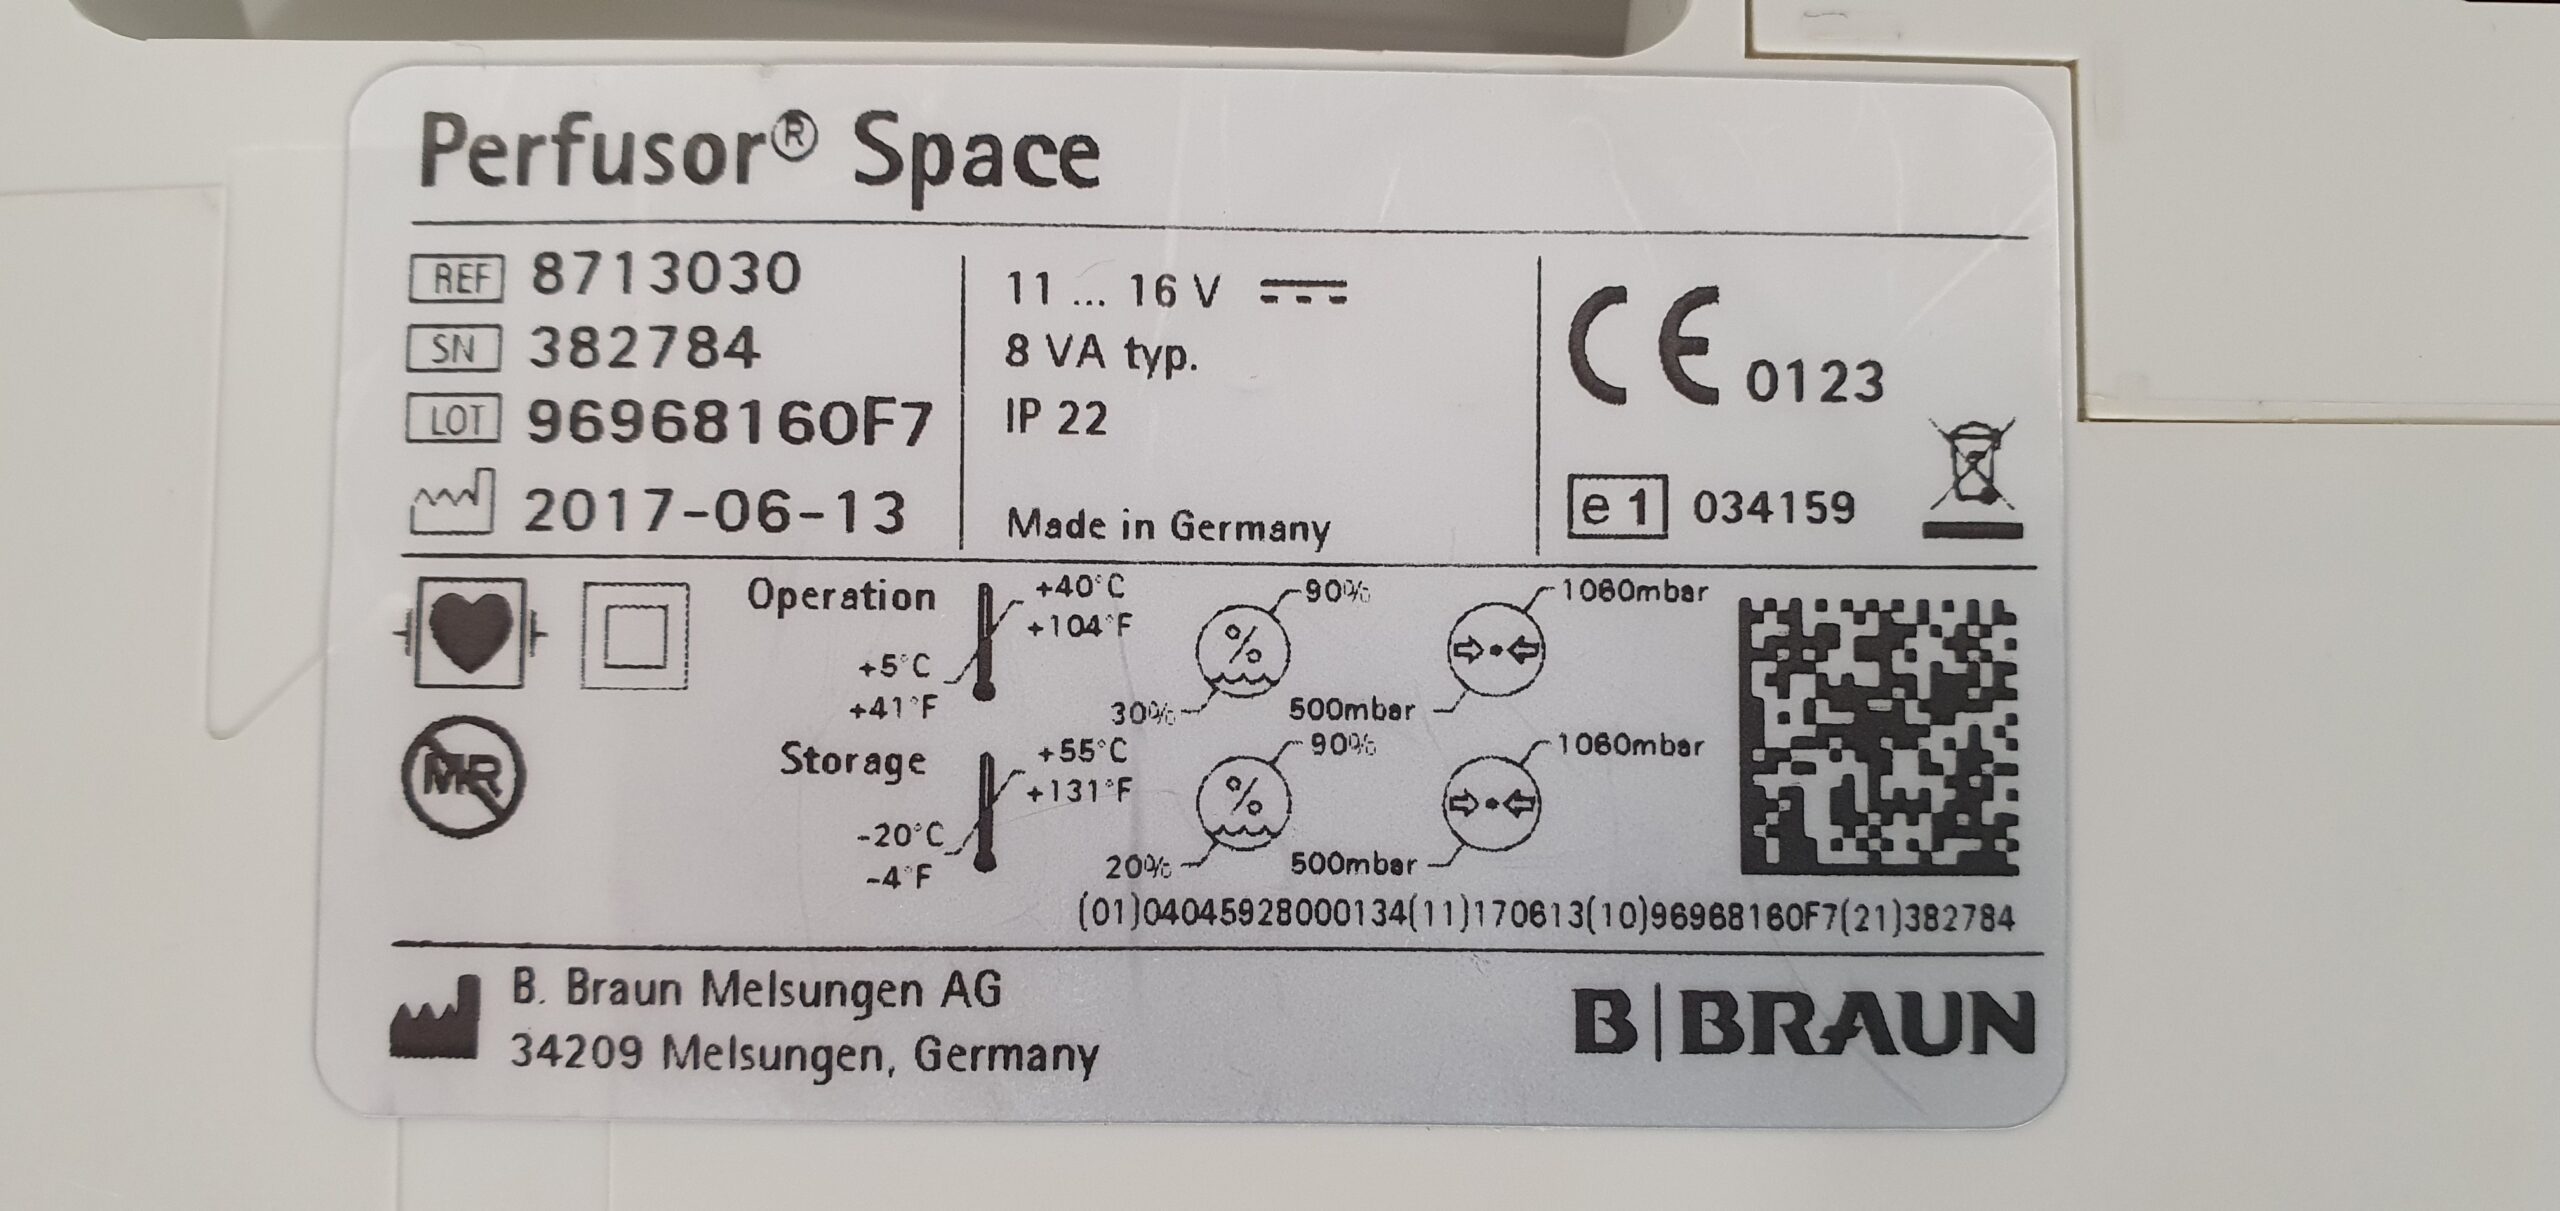 Perfusor® Space
REF 8713030
SN 382784
LOT 96968160F7
2017-06-13
11 ... 16 V
8 VA typ.
IP 22
Made in Germany
CE 0123
e1 034159
MR
Operation
+40°C
+104°F
+5°C
+41°F
90%
%
30%
1060mbar
500mbar
Storage
+55°C
+131°F
-20°C
-4°F
90%
%
20%
1060mbar
500mbar
(01)04045928000134(11)170613(10)96968160F7(21)382784
B. Braun Melsungen AG
34209 Melsungen, Germany
B|BRAUN